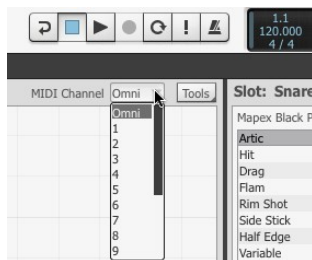 1.1
120.000
4 / 4
MIDI Channel Omni Tools Slot: Snare
Omni
1
2
3
4
5
6
7
8
9
Mapex Black P
Artic
Hit
Drag
Flam
Rim Shot
Side Stick
Half Edge
Variable